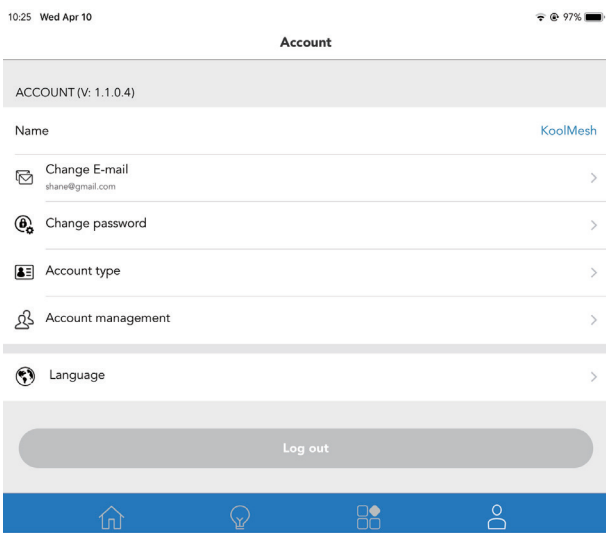 10:25 Wed Apr 10 97%
Account
ACCOUNT (V: 1.1.0.4)
Name KoolMesh
Change E-mail
shane@gmail.com
Change password
Account type
Account management
Language
Log out